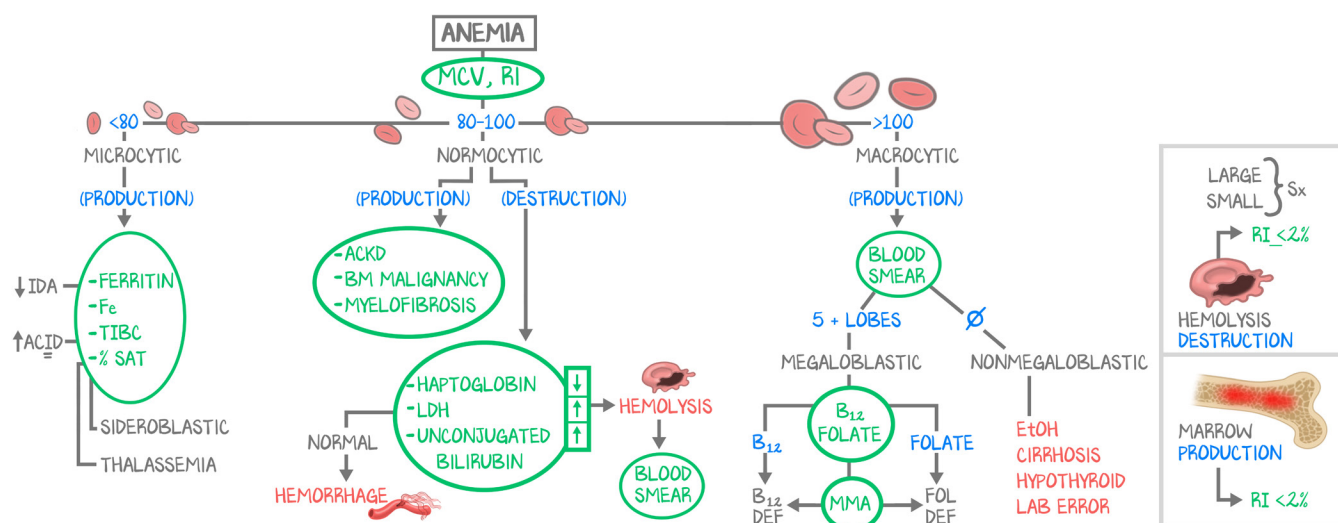 ANEMIA
MCV, RI
<80
80-100
>100
MICROCYTIC
NORMOCYTIC
MACROCYTIC
(PRODUCTION)
(PRODUCTION)
(DESTRUCTION)
(PRODUCTION)
↓IDA
↑ACID
-FERRITIN
-Fe
-TIBC
-% SAT
SIDEROBLASTIC
THALASSEMIA
-ACKD
-BM MALIGNANCY
-MYELOFIBROSIS
-HAPTOGLOBIN ↓
-LDH ↑
-UNCONJUGATED ↑
BILIRUBIN
NORMAL
HEMORRHAGE
HEMOLYSIS
BLOOD
SMEAR
BLOOD
SMEAR
5 + LOBES
Ø
MEGALOBLASTIC
NONMEGALOBLASTIC
B₁₂
FOLATE
B₁₂
FOLATE
B₁₂
DEF
MMA
FOL
DEF
EtOH
CIRRHOSIS
HYPOTHYROID
LAB ERROR
LARGE
SMALL
} Sx
RI <2%
HEMOLYSIS
DESTRUCTION
MARROW
PRODUCTION
RI <2%